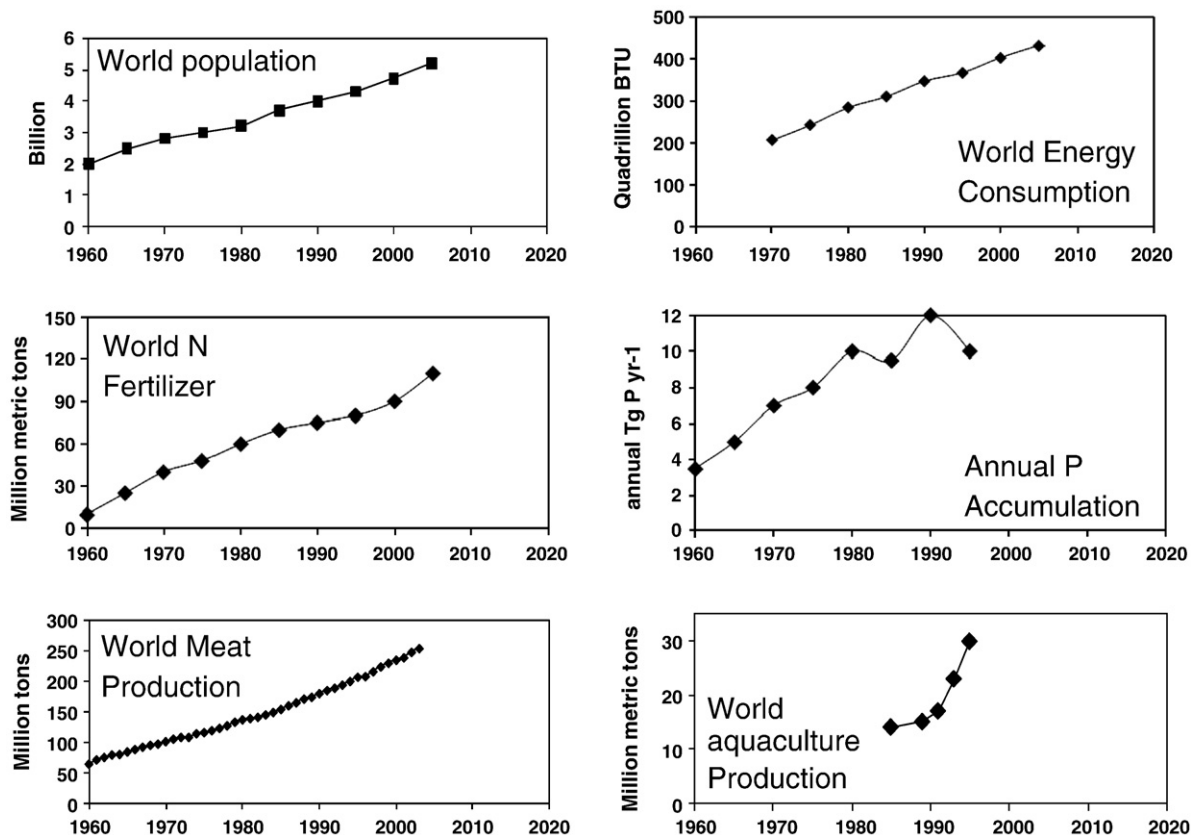 World population
Billion
6
5
4
3
2
1
0
1960 1970 1980 1990 2000 2010 2020
Quadrillion BTU
500
400
300
200
100
0
World Energy
Consumption
1960 1970 1980 1990 2000 2010 2020
World N
Fertilizer
Million metric tons
150
120
90
60
30
0
1960 1970 1980 1990 2000 2010 2020
annual Tg P yr-1
12
10
8
6
4
2
0
Annual P
Accumulation
1960 1970 1980 1990 2000 2010 2020
World Meat
Production
Million tons
300
250
200
150
100
50
0
1960 1970 1980 1990 2000 2010 2020
Million metric tons
30
20
10
0
World
aquaculture
Production
1960 1970 1980 1990 2000 2010 2020